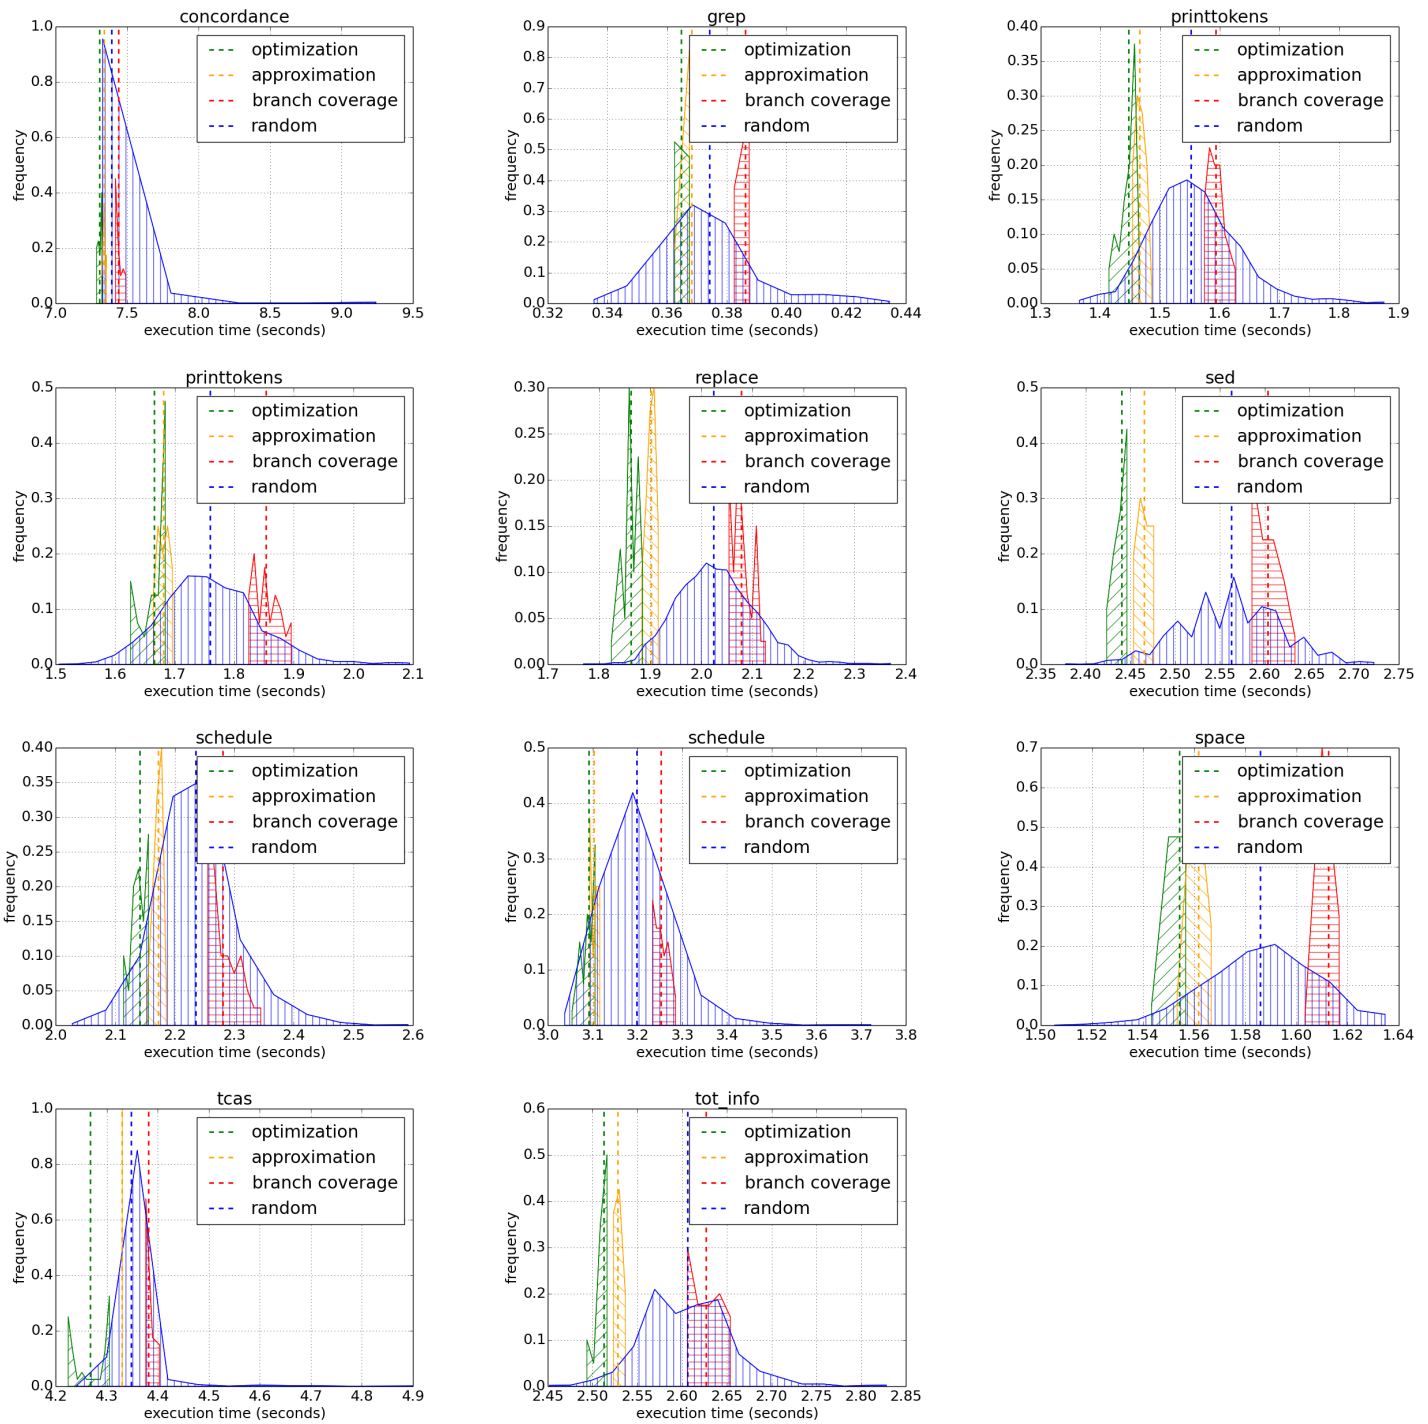 concordance
frequency
0.0
0.2
0.4
0.6
0.8
1.0
optimization
approximation
branch coverage
random
7.0 7.5 8.0 8.5 9.0 9.5
execution time (seconds)
grep
frequency
0.0
0.1
0.2
0.3
0.4
0.5
0.6
0.7
0.8
0.9
optimization
approximation
branch coverage
random
0.32 0.34 0.36 0.38 0.40 0.42 0.44
execution time (seconds)
printtokens
frequency
0.00
0.05
0.10
0.15
0.20
0.25
0.30
0.35
0.40
optimization
approximation
branch coverage
random
1.3 1.4 1.5 1.6 1.7 1.8 1.9
execution time (seconds)
printtokens
frequency
0.0
0.1
0.2
0.3
0.4
0.5
optimization
approximation
branch coverage
random
1.5 1.6 1.7 1.8 1.9 2.0 2.1
execution time (seconds)
replace
frequency
0.00
0.05
0.10
0.15
0.20
0.25
0.30
optimization
approximation
branch coverage
random
1.7 1.8 1.9 2.0 2.1 2.2 2.3 2.4
execution time (seconds)
sed
frequency
0.0
0.1
0.2
0.3
0.4
0.5
optimization
approximation
branch coverage
random
2.35 2.40 2.45 2.50 2.55 2.60 2.65 2.70 2.75
execution time (seconds)
schedule
frequency
0.00
0.05
0.10
0.15
0.20
0.25
0.30
0.35
0.40
optimization
approximation
branch coverage
random
2.0 2.1 2.2 2.3 2.4 2.5 2.6
execution time (seconds)
schedule
frequency
0.0
0.1
0.2
0.3
0.4
0.5
optimization
approximation
branch coverage
random
3.0 3.1 3.2 3.3 3.4 3.5 3.6 3.7 3.8
execution time (seconds)
space
frequency
0.0
0.1
0.2
0.3
0.4
0.5
0.6
0.7
optimization
approximation
branch coverage
random
1.50 1.52 1.54 1.56 1.58 1.60 1.62 1.64
execution time (seconds)
tcas
frequency
0.0
0.2
0.4
0.6
0.8
1.0
optimization
approximation
branch coverage
random
4.2 4.3 4.4 4.5 4.6 4.7 4.8 4.9
execution time (seconds)
tot_info
frequency
0.0
0.1
0.2
0.3
0.4
0.5
0.6
optimization
approximation
branch coverage
random
2.45 2.50 2.55 2.60 2.65 2.70 2.75 2.80 2.85
execution time (seconds)